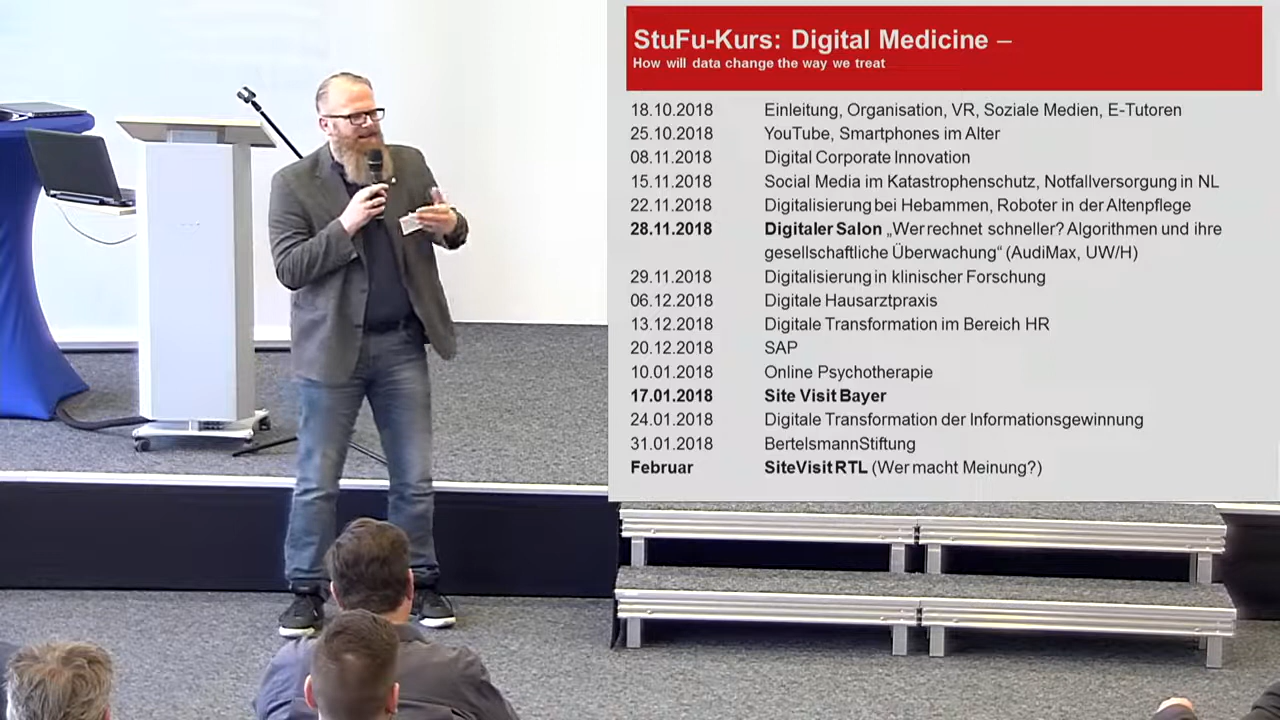 StuFu-Kurs: Digital Medicine –
How will data change the way we treat
18.10.2018 Einleitung, Organisation, VR, Soziale Medien, E-Tutoren
25.10.2018 YouTube, Smartphones im Alter
08.11.2018 Digital Corporate Innovation
15.11.2018 Social Media im Katastrophenschutz, Notfallversorgung in NL
22.11.2018 Digitalisierung bei Hebammen, Roboter in der Altenpflege
28.11.2018 Digitaler Salon „Wer rechnet schneller? Algorithmen und ihre
gesellschaftliche Überwachung“ (AudiMax, UW/H)
29.11.2018 Digitalisierung in klinischer Forschung
06.12.2018 Digitale Hausarztpraxis
13.12.2018 Digitale Transformation im Bereich HR
20.12.2018 SAP
10.01.2018 Online Psychotherapie
17.01.2018 Site Visit Bayer
24.01.2018 Digitale Transformation der Informationsgewinnung
31.01.2018 BertelsmannStiftung
Februar SiteVisit RTL (Wer macht Meinung?)